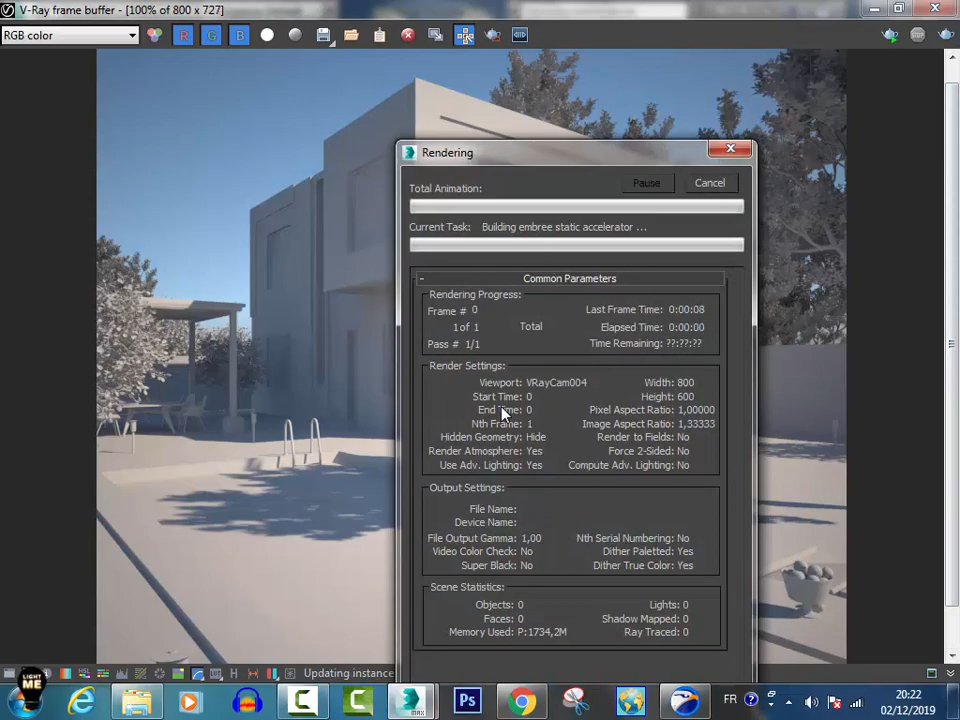 V-Ray frame buffer - [100% of 800 x 727]
RGB color
R G B
STOP
Rendering
Total Animation:
Pause Cancel
Current Task: Building embree static accelerator ...
- Common Parameters
Rendering Progress:
Frame # 0
Last Frame Time: 0:00:08
1 of 1 Total
Elapsed Time: 0:00:00
Pass # 1/1
Time Remaining: ??:??:??
Render Settings:
Viewport: VRayCam004
Width: 800
Start Time: 0
Height: 600
End Time: 0
Pixel Aspect Ratio: 1,00000
Nth Frame: 1
Image Aspect Ratio: 1,33333
Hidden Geometry: Hide
Render to Fields: No
Render Atmosphere: Yes
Force 2-Sided: No
Use Adv. Lighting: Yes
Compute Adv. Lighting: No
Output Settings:
File Name:
Device Name:
File Output Gamma: 1,00
Nth Serial Numbering: No
Video Color Check: No
Dither Paletted: Yes
Super Black: No
Dither True Color: Yes
Scene Statistics:
Objects: 0
Lights: 0
Faces: 0
Shadow Mapped: 0
Memory Used: P:1734,2M
Ray Traced: 0
Updating instance
LIGHT
ME
MAX
Ps
FR
20:22
02/12/2019